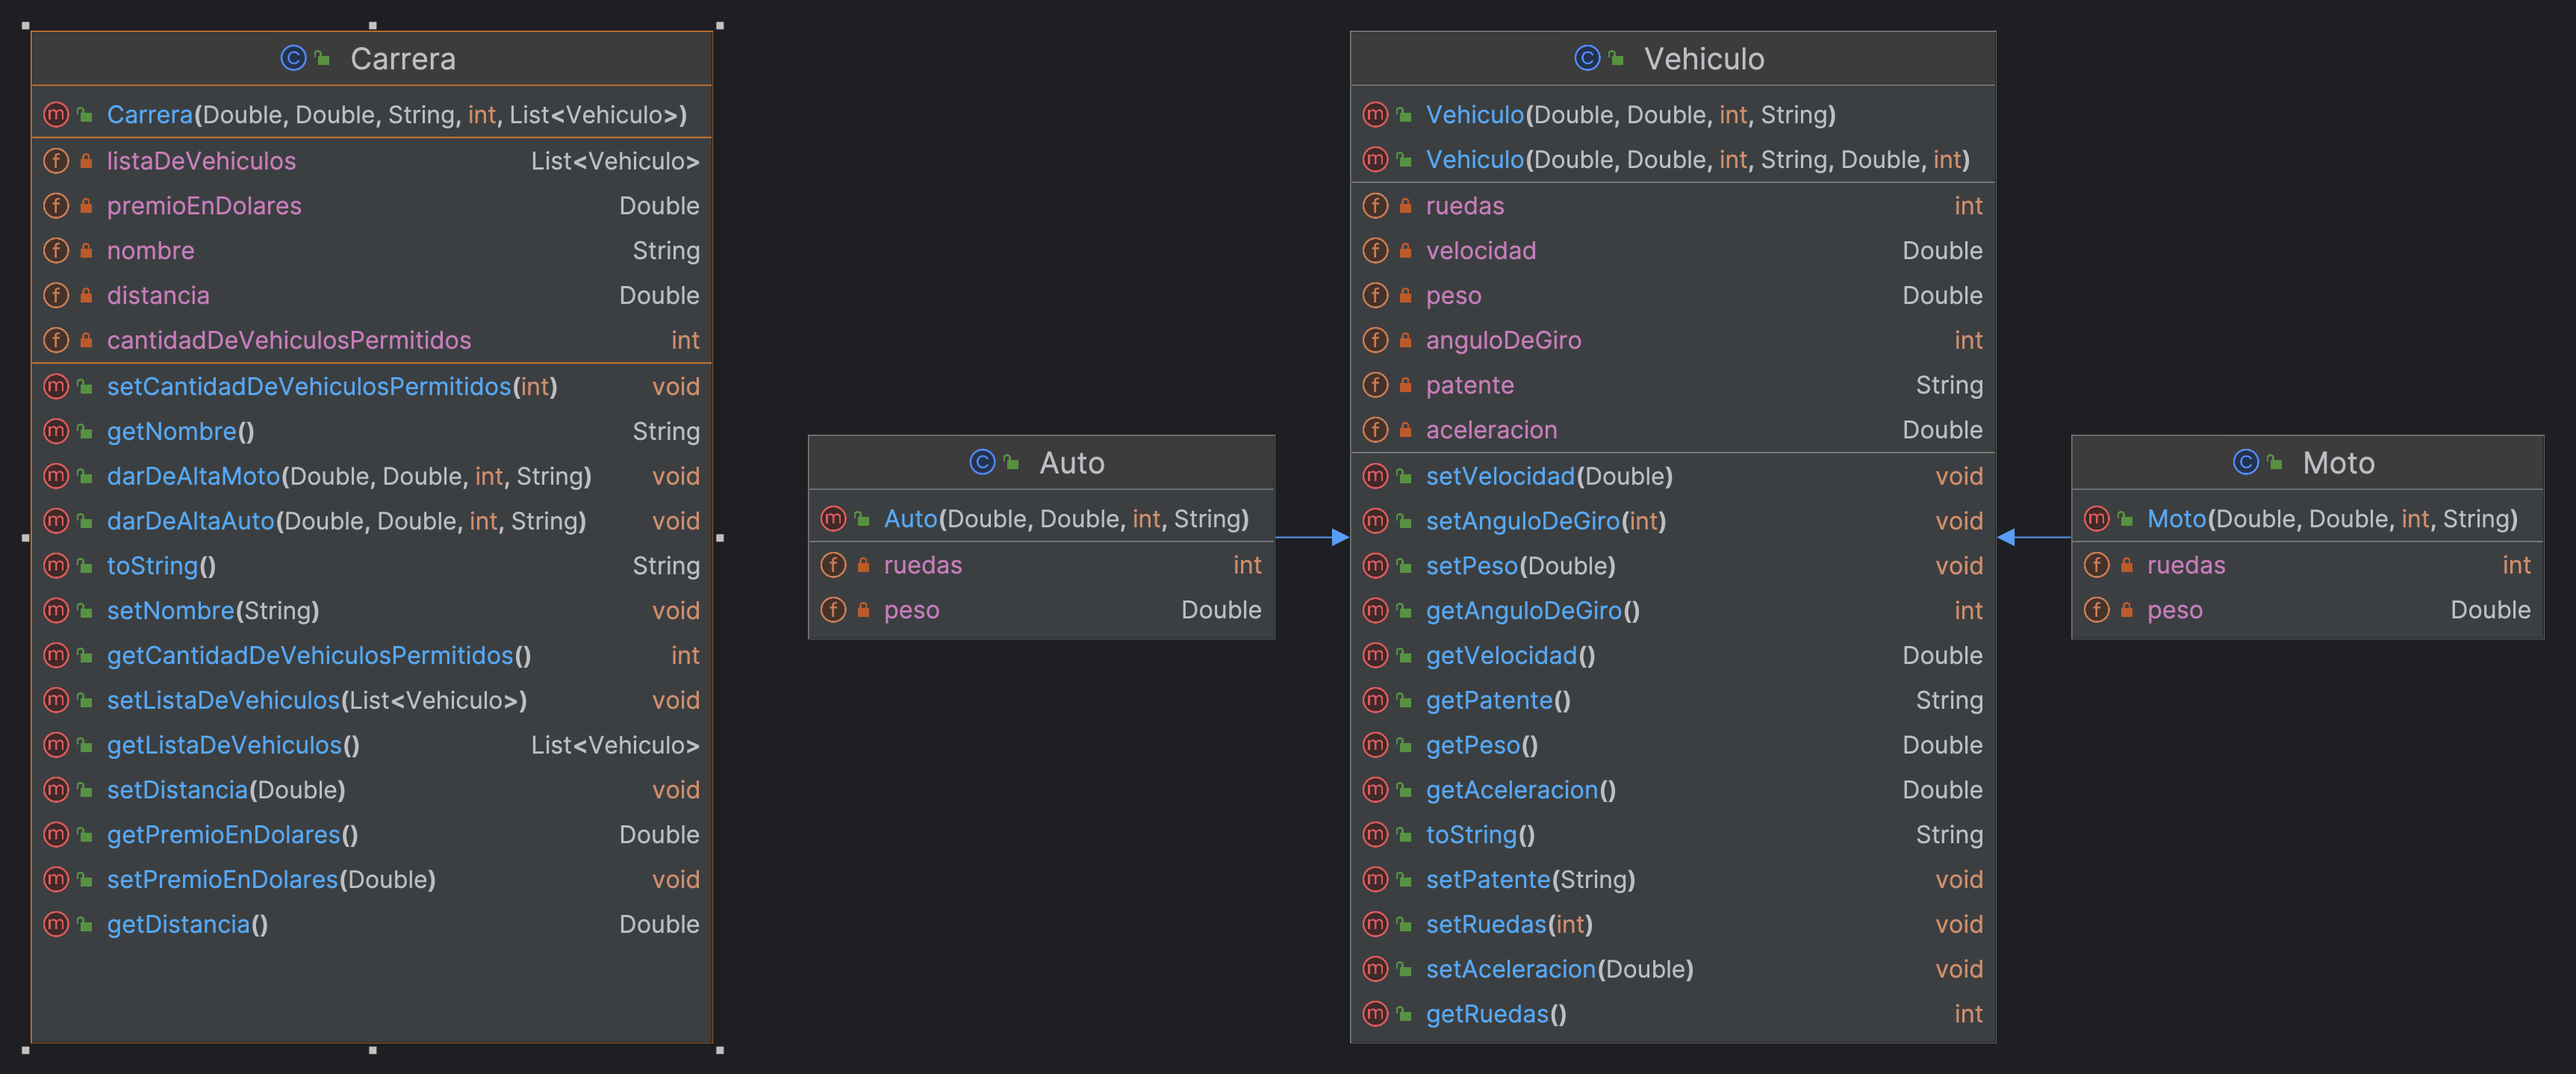 Carrera
Carrera(Double, Double, String, int, List<Vehiculo>)
listaDeVehiculos List<Vehiculo>
premioEnDolares Double
nombre String
distancia Double
cantidadDeVehiculosPermitidos int
setCantidadDeVehiculosPermitidos(int) void
getNombre() String
darDeAltaMoto(Double, Double, int, String) void
darDeAltaAuto(Double, Double, int, String) void
toString() String
setNombre(String) void
getCantidadDeVehiculosPermitidos() int
setListaDeVehiculos(List<Vehiculo>) void
getListaDeVehiculos() List<Vehiculo>
setDistancia(Double) void
getPremioEnDolares() Double
setPremioEnDolares(Double) void
getDistancia() Double
Auto
Auto(Double, Double, int, String)
ruedas int
peso Double
Vehiculo
Vehiculo(Double, Double, int, String)
Vehiculo(Double, Double, int, String, Double, int)
ruedas int
velocidad Double
peso Double
anguloDeGiro int
patente String
aceleracion Double
setVelocidad(Double) void
setAnguloDeGiro(int) void
setPeso(Double) void
getAnguloDeGiro() int
getVelocidad() Double
getPatente() String
getPeso() Double
getAceleracion() Double
toString() String
setPatente(String) void
setRuedas(int) void
setAceleracion(Double) void
getRuedas() int
Moto
Moto(Double, Double, int, String)
ruedas int
peso Double